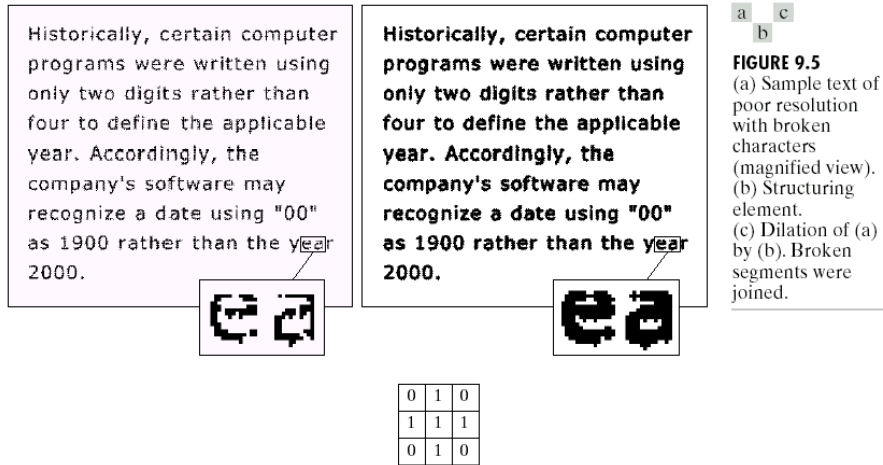 Historically, certain computer
programs were written using
only two digits rather than
four to define the applicable
year. Accordingly, the
company's software may
recognize a date using "00"
as 1900 rather than the year
2000.
e a
Historically, certain computer
programs were written using
only two digits rather than
four to define the applicable
year. Accordingly, the
company's software may
recognize a date using "00"
as 1900 rather than the year
2000.
e a
a c
b
FIGURE 9.5
(a) Sample text of
poor resolution
with broken
characters
(magnified view).
(b) Structuring
element.
(c) Dilation of (a)
by (b). Broken
segments were
joined.
0 1 0
1 1 1
0 1 0